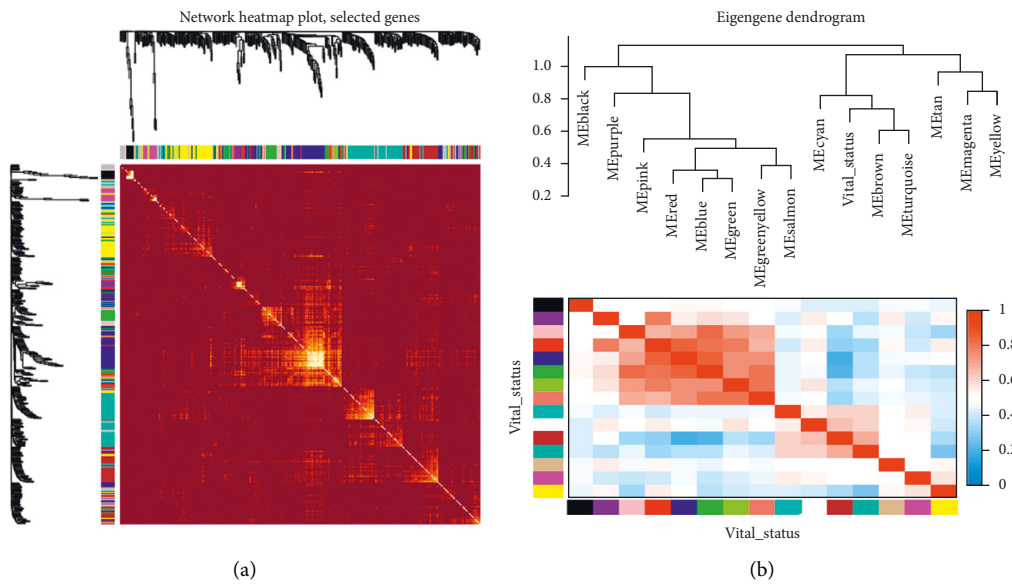 Network heatmap plot, selected genes
(a)
Eigengene dendrogram
1.0
0.8
0.6
0.4
0.2
MEblack
MEpurple
MEpink
MEred
MEblue
MEgreen
MEgreenyellow
MEsalmon
MEcyan
Vital_status
MEbrown
MEturquoise
MEtan
MEmagenta
MEyellow
Vital_status
1
0.8
0.6
0.4
0.2
0
Vital_status
(b)